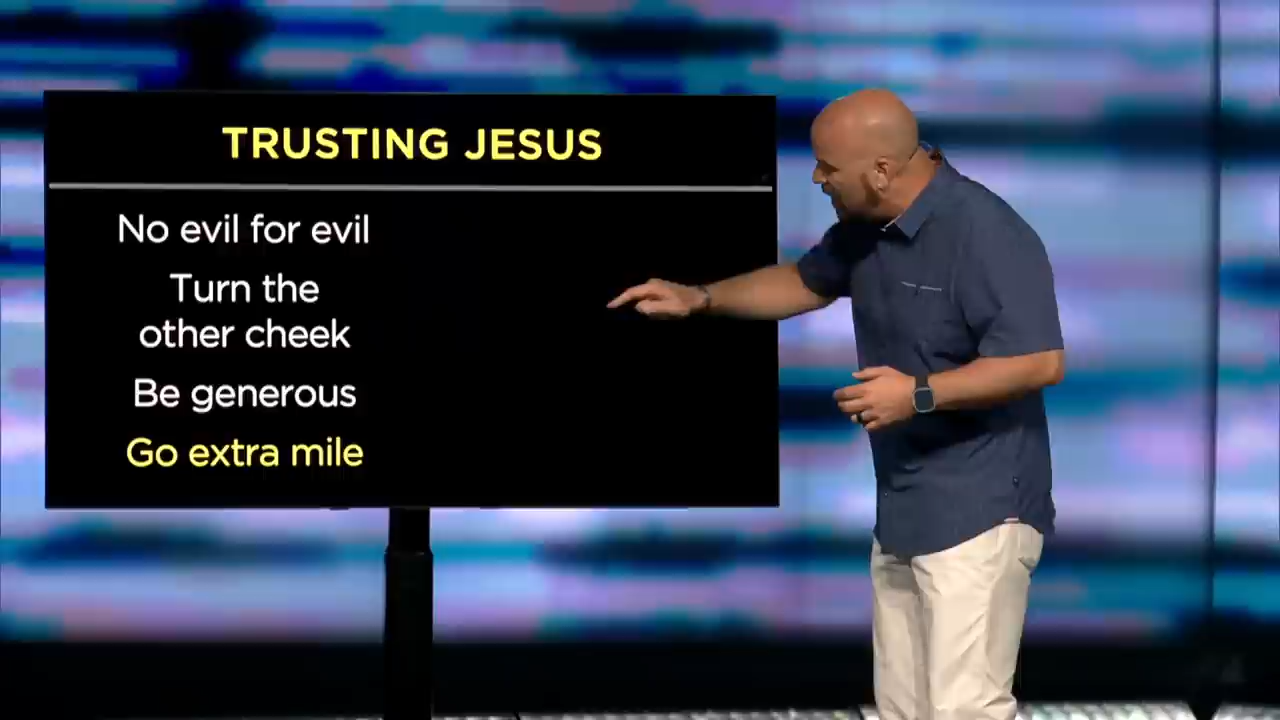 TRUSTING JESUS
No evil for evil
Turn the
other cheek
Be generous
Go extra mile